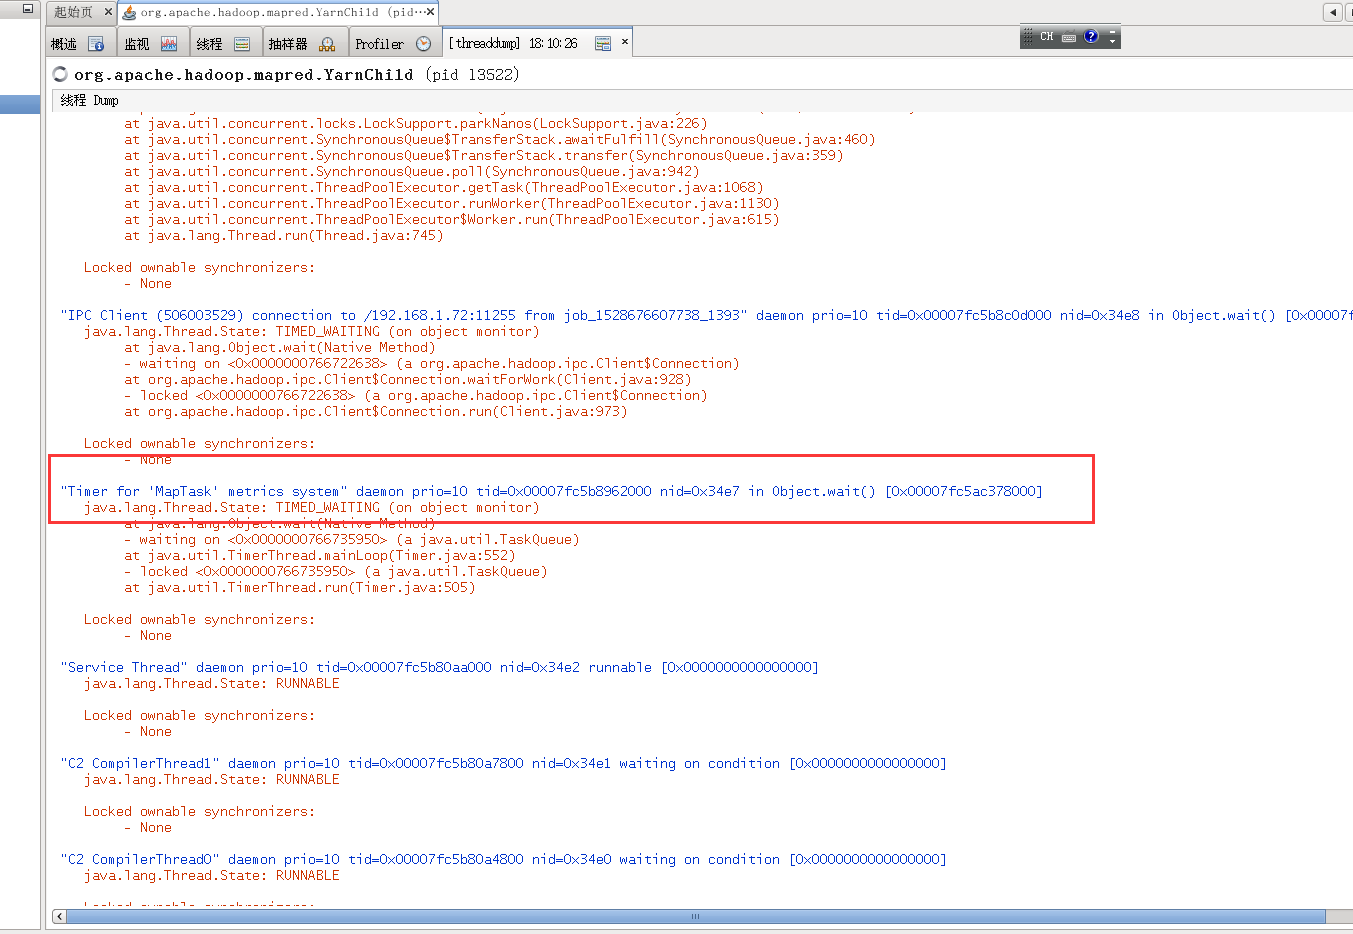 起始页 ×
org.apache.hadoop.mapred.YarnChild (pid…×
概述
监视
线程
抽样器
Profiler
[threaddump] 18:10:26 ×
CH
org.apache.hadoop.mapred.YarnChild (pid 13522)
线程 Dump
at java.util.concurrent.locks.LockSupport.parkNanos(LockSupport.java:226)
at java.util.concurrent.SynchronousQueue$TransferStack.awaitFulfill(SynchronousQueue.java:460)
at java.util.concurrent.SynchronousQueue$TransferStack.transfer(SynchronousQueue.java:359)
at java.util.concurrent.SynchronousQueue.poll(SynchronousQueue.java:942)
at java.util.concurrent.ThreadPoolExecutor.getTask(ThreadPoolExecutor.java:1068)
at java.util.concurrent.ThreadPoolExecutor.runWorker(ThreadPoolExecutor.java:1130)
at java.util.concurrent.ThreadPoolExecutor$Worker.run(ThreadPoolExecutor.java:615)
at java.lang.Thread.run(Thread.java:745)
Locked ownable synchronizers:
- None
"IPC Client (506003529) connection to /192.168.1.72:11255 from job_1528676607738_1393" daemon prio=10 tid=0x00007fc5b8c0d000 nid=0x34e8 in Object.wait() [0x00007f
java.lang.Thread.State: TIMED_WAITING (on object monitor)
at java.lang.Object.wait(Native Method)
- waiting on <0x0000000766722638> (a org.apache.hadoop.ipc.Client$Connection)
at org.apache.hadoop.ipc.Client$Connection.waitForWork(Client.java:928)
- locked <0x0000000766722638> (a org.apache.hadoop.ipc.Client$Connection)
at org.apache.hadoop.ipc.Client$Connection.run(Client.java:973)
Locked ownable synchronizers:
- None
"Timer for 'MapTask' metrics system" daemon prio=10 tid=0x00007fc5b8962000 nid=0x34e7 in Object.wait() [0x00007fc5ac378000]
java.lang.Thread.State: TIMED_WAITING (on object monitor)
at java.lang.Object.wait(Native Method)
- waiting on <0x0000000766735950> (a java.util.TaskQueue)
at java.util.TimerThread.mainLoop(Timer.java:552)
- locked <0x0000000766735950> (a java.util.TaskQueue)
at java.util.TimerThread.run(Timer.java:505)
Locked ownable synchronizers:
- None
"Service Thread" daemon prio=10 tid=0x00007fc5b80aa000 nid=0x34e2 runnable [0x0000000000000000]
java.lang.Thread.State: RUNNABLE
Locked ownable synchronizers:
- None
"C2 CompilerThread1" daemon prio=10 tid=0x00007fc5b80a7800 nid=0x34e1 waiting on condition [0x0000000000000000]
java.lang.Thread.State: RUNNABLE
Locked ownable synchronizers:
- None
"C2 CompilerThread0" daemon prio=10 tid=0x00007fc5b80a4800 nid=0x34e0 waiting on condition [0x0000000000000000]
java.lang.Thread.State: RUNNABLE
Locked ownable synchronizers: